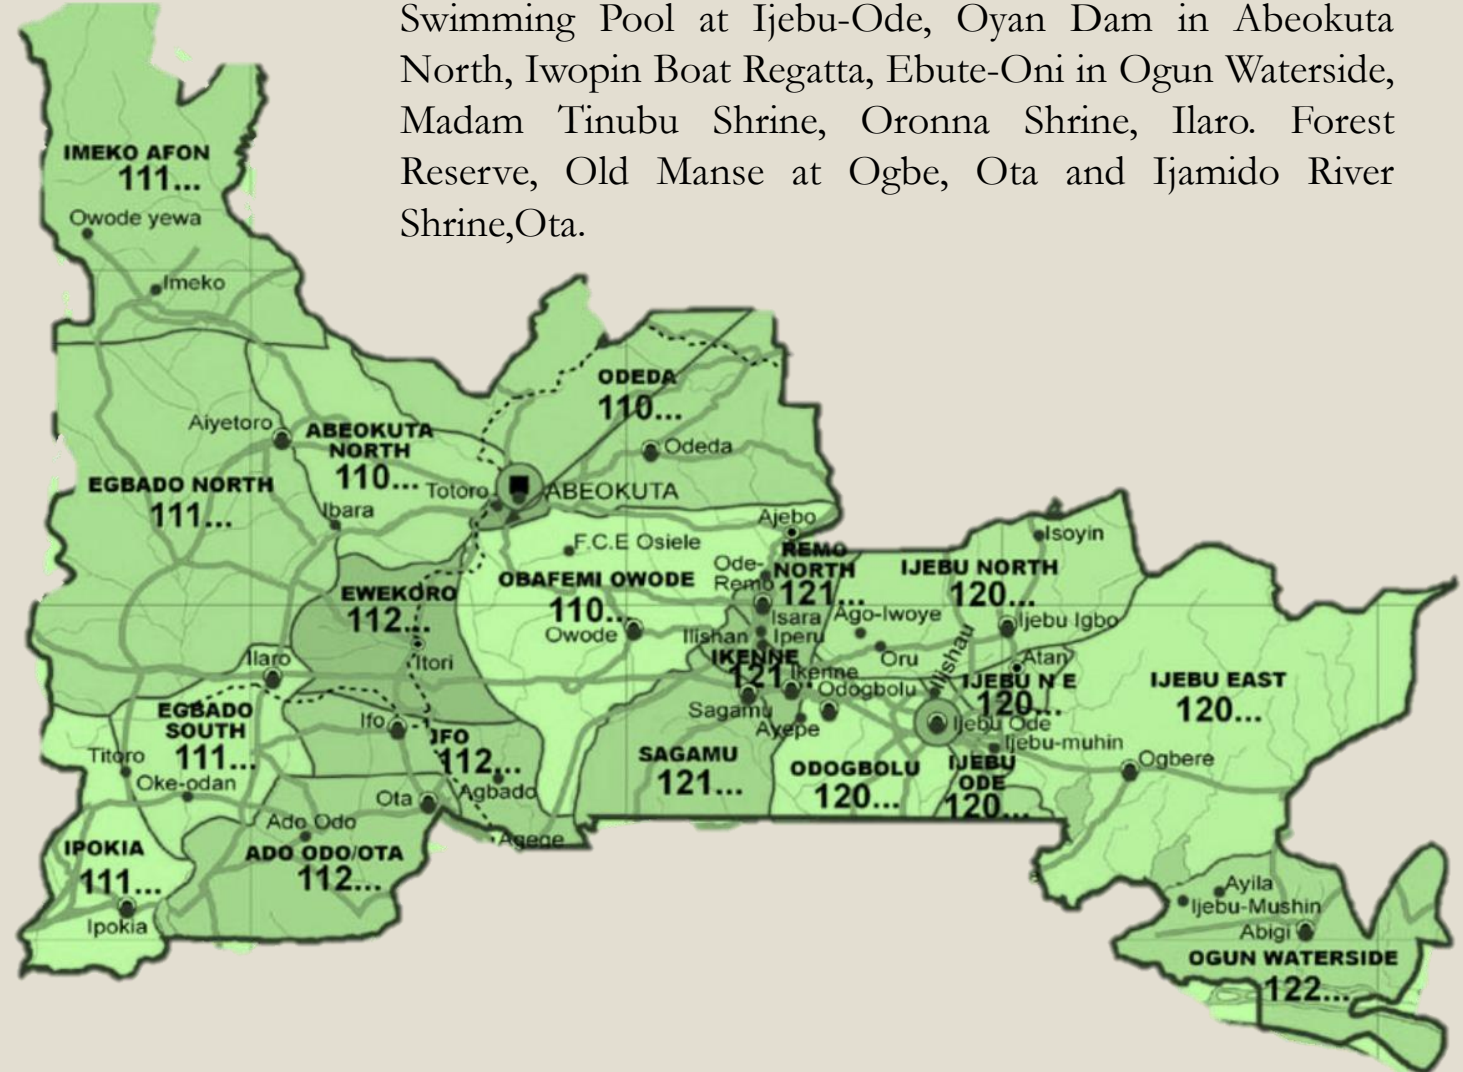 Swimming Pool at Ijebu-Ode, Oyan Dam in Abeokuta
North, Iwopin Boat Regatta, Ebute-Oni in Ogun Waterside,
Madam Tinubu Shrine, Oronna Shrine, Ilaro. Forest
Reserve, Old Manse at Ogbe, Ota and Ijamido River
Shrine,Ota.
IMEKO AFON
111...
Owode yewa
Imeko
ODEDA
110...
Odeda
Aiyetoro
ABEOKUTA
NORTH
110...
EGBADO NORTH
111...
Totoro
ABEOKUTA
Ibara
Ajebo
F.C.E Osiele
Isoyin
REMO
NORTH
121...
Ode-
Remo
IJEBU NORTH
120...
OBAFEMI OWODE
110...
Owode
EWEKORO
112...
Itori
Isara
Ago-Iwoye
Ijebu Igbo
Ilishan
Iperu
Oru
Ilishau
Atan
IKENNE
121...
Ikenne
Ilaro
Odogbolu
IJEBU N E
120...
IJEBU EAST
120...
Sagamu
Ayepe
Ijebu Ode
EGBADO
SOUTH
111...
Ifo
IFO
112...
Ijebu-muhin
Titoro
SAGAMU
121...
ODOGBOLU
120...
IJEBU
ODE
120...
Ogbere
Oke-odan
Ota
Agbado
Ado Odo
Agege
IPOKIA
111...
ADO ODO/OTA
112...
Ipokia
Ayila
Ijebu-Mushin
Abigi
OGUN WATERSIDE
122...